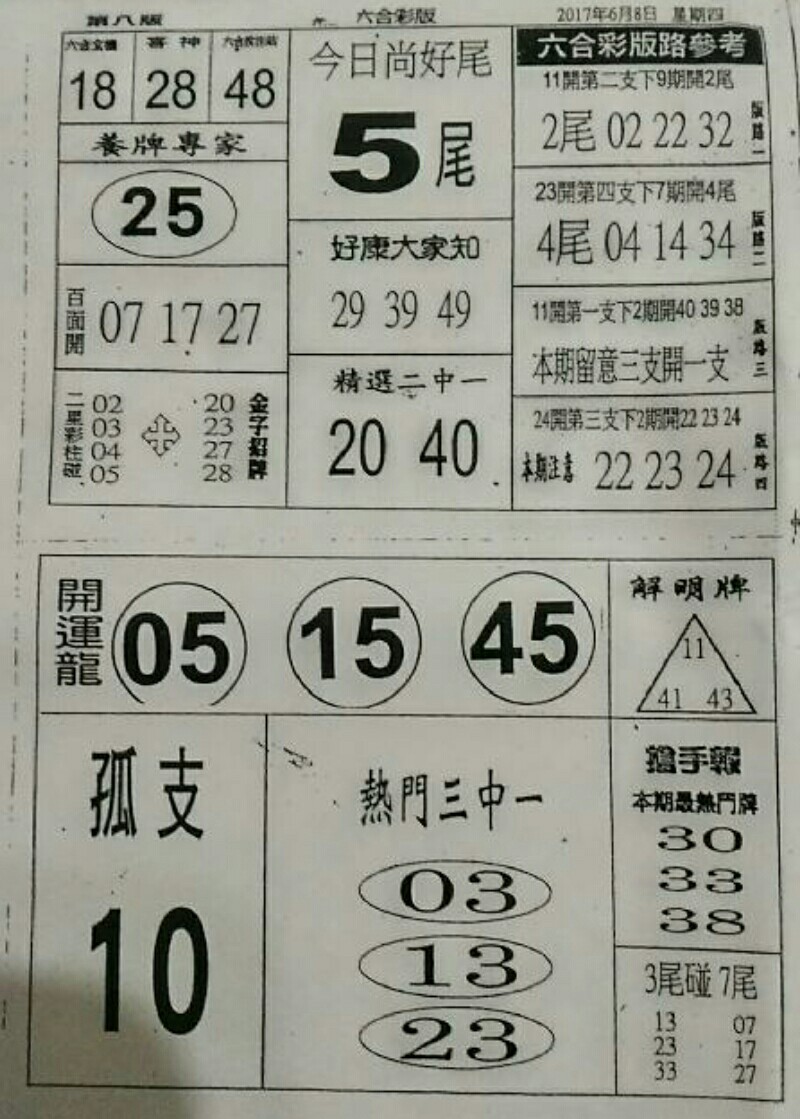 第八版
六合彩版
2017年6月8日 星期四
喜神
18 28 48
養牌專家
25
百面開
07 17 27
二星彩柱碰
02
03
04
05
20
23
27
28
金字招牌
今日尚好尾
5尾
好康大家知
29 39 49
精選二中一
20 40
六合彩版路參考
11開第二支下9期開2尾
2尾 02 22 32
版路一
23開第四支下7期開4尾
4尾 04 14 34
版路二
11開第一支下2期開40 39 38
本期留意三支開一支
版路三
24開第三支下2期開22 23 24
本期注意 22 23 24
版路四
開運龍
05 15 45
解明牌
11
41 43
孤支
10
熱門三中一
03
13
23
搶手報
本期最熱門牌
30
33
38
3尾碰7尾
13 07
23 17
33 27